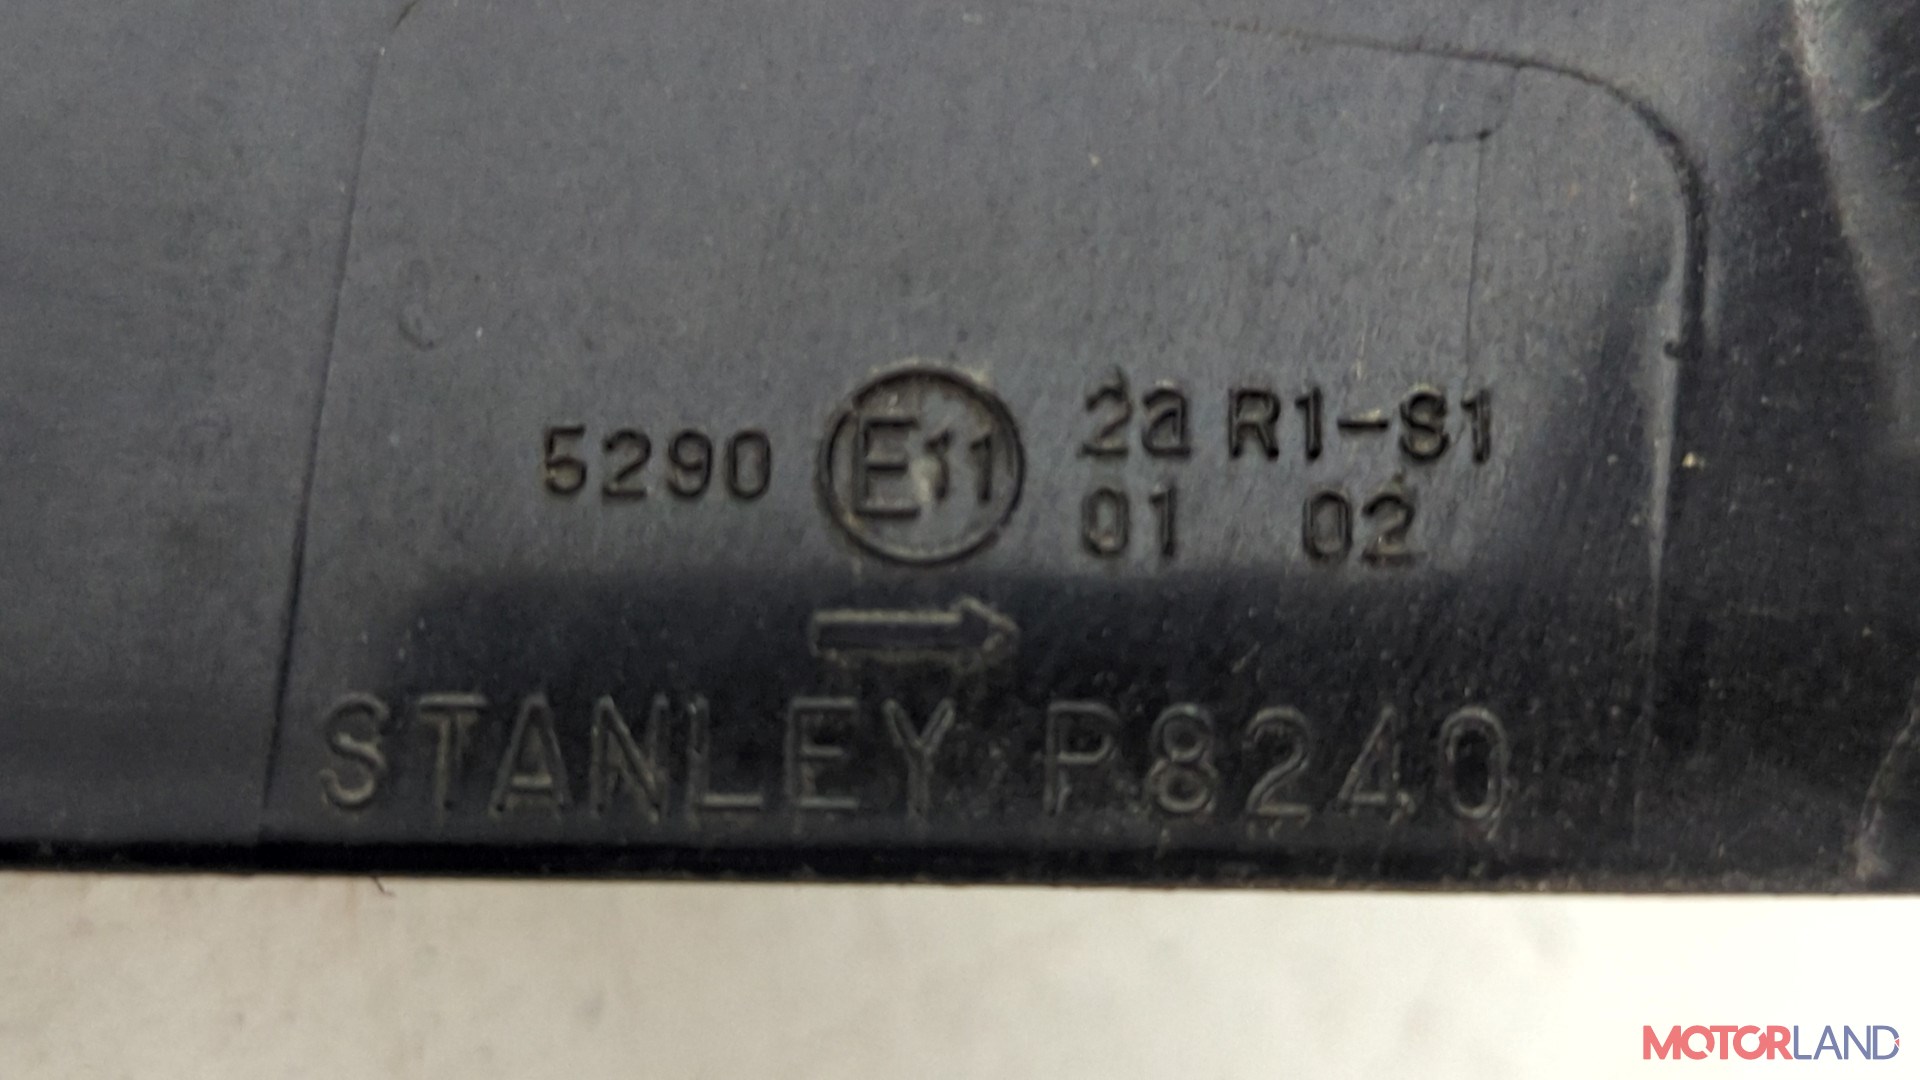 5290 E11 2a R1-S1
01 02
STANLEY P8240
MOTORLAND